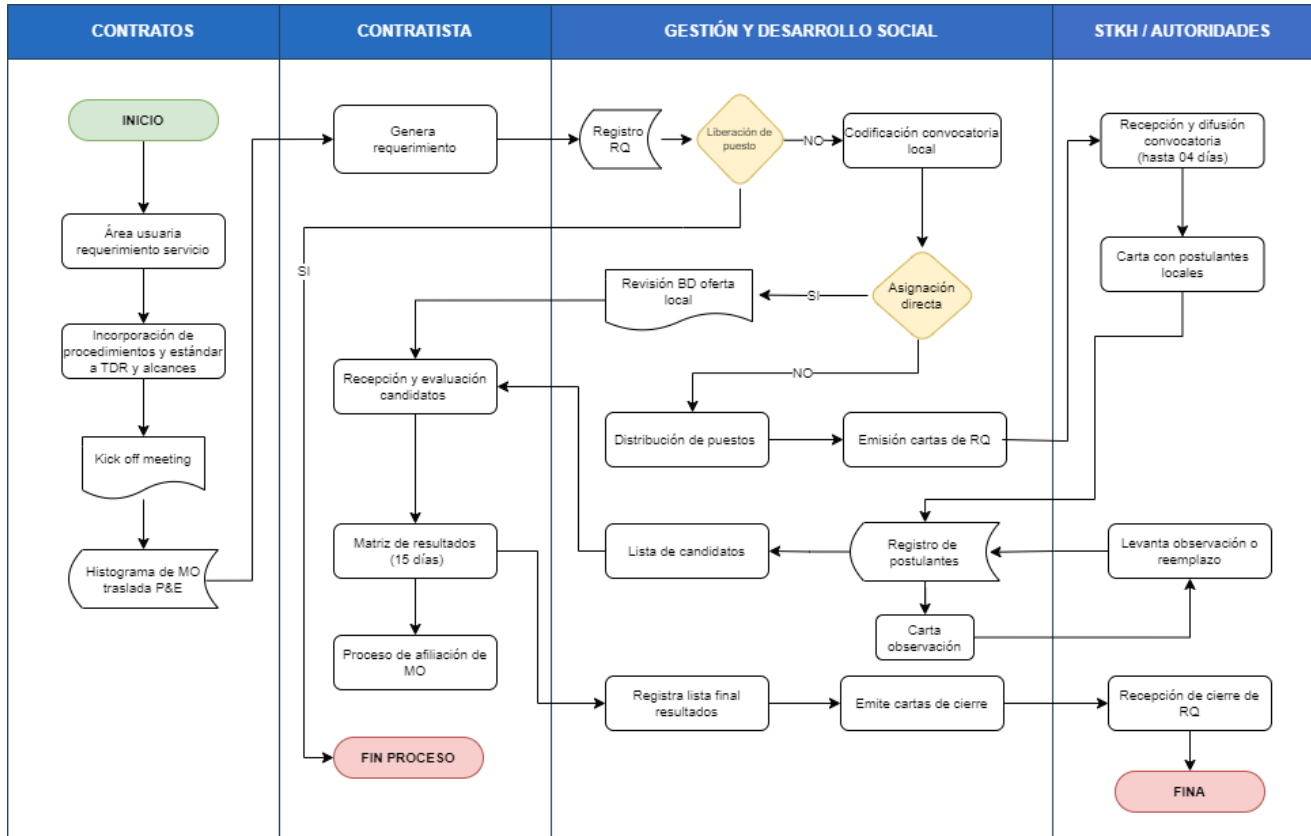 CONTRATOS
CONTRATISTA
GESTIÓN Y DESARROLLO SOCIAL
STKH / AUTORIDADES
INICIO
Área usuaria
requerimiento servicio
Incorporación de
procedimientos y estándar
a TDR y alcances
Kick off meeting
Histograma de MO
traslada P&E
Genera
requerimiento
Registro
RQ
Liberación de
puesto
NO
SI
Codificación convocatoria
local
Asignación
directa
SI
NO
Revisión BD oferta
local
Recepción y evaluación
candidatos
Distribución de puestos
Emisión cartas de RQ
Recepción y difusión
convocatoria
(hasta 04 días)
Carta con postulantes
locales
Registro de
postulantes
Lista de candidatos
Carta
observación
Levanta observación o
reemplazo
Matriz de resultados
(15 días)
Proceso de afiliación de
MO
Registra lista final
resultados
Emite cartas de cierre
Recepción de cierre de
RQ
FIN PROCESO
FINA